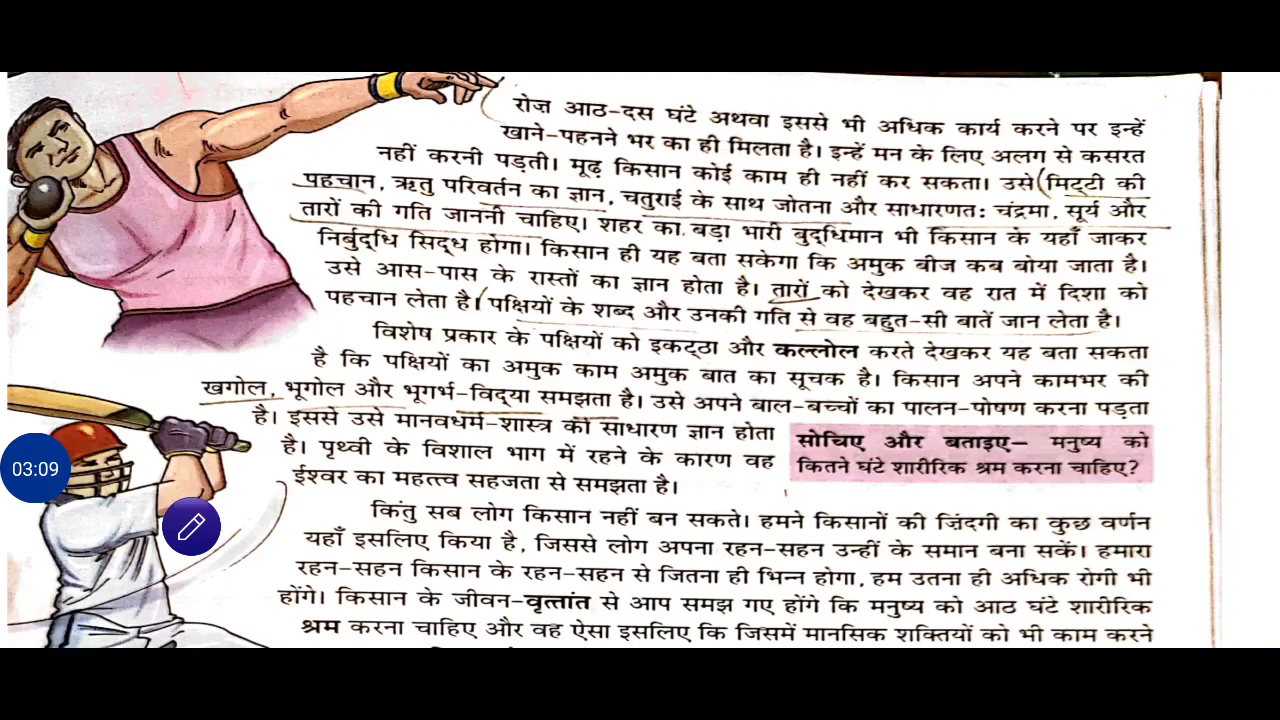 रोज़ आठ-दस घंटे अथवा इससे भी अधिक कार्य करने पर इन्हें
खाने-पहनने भर का ही मिलता है। इन्हें मन के लिए अलग से कसरत
नहीं करनी पड़ती। मूढ़ किसान कोई काम ही नहीं कर सकता। उसे मिट्टी की
पहचान, ऋतु परिवर्तन का ज्ञान, चतुराई के साथ जोतना और साधारणतः चंद्रमा, सूर्य और
तारों की गति जाननी चाहिए। शहर का बड़ा भारी बुद्धिमान भी किसान के यहाँ जाकर
निर्बुद्धि सिद्ध होगा। किसान ही यह बता सकेगा कि अमुक बीज कब बोया जाता है।
उसे आस-पास के रास्तों का ज्ञान होता है। तारों को देखकर वह रात में दिशा को
पहचान लेता है। पक्षियों के शब्द और उनकी गति से वह बहुत-सी बातें जान लेता है।
विशेष प्रकार के पक्षियों को इकट्ठा और कल्लोल करते देखकर यह बता सकता
है कि पक्षियों का अमुक काम अमुक बात का सूचक है। किसान अपने कामभर की
खगोल, भूगोल और भूगर्भ-विद्या समझता है। उसे अपने बाल-बच्चों का पालन-पोषण करना पड़ता
है। इससे उसे मानवधर्म-शास्त्र का साधारण ज्ञान होता
है। पृथ्वी के विशाल भाग में रहने के कारण वह
ईश्वर का महत्त्व सहजता से समझता है।
सोचिए और बताइए– मनुष्य को
कितने घंटे शारीरिक श्रम करना चाहिए?
किंतु सब लोग किसान नहीं बन सकते। हमने किसानों की ज़िंदगी का कुछ वर्णन
यहाँ इसलिए किया है, जिससे लोग अपना रहन-सहन उन्हीं के समान बना सकें। हमारा
रहन-सहन किसान के रहन-सहन से जितना ही भिन्न होगा, हम उतना ही अधिक रोगी भी
होंगे। किसान के जीवन-वृत्तांत से आप समझ गए होंगे कि मनुष्य को आठ घंटे शारीरिक
श्रम करना चाहिए और वह ऐसा इसलिए कि जिसमें मानसिक शक्तियों को भी काम करने
03:09